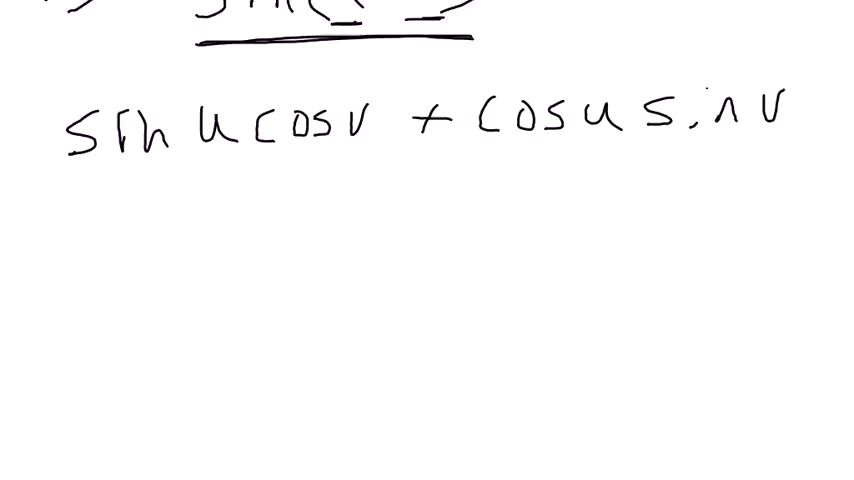 sin u cos v + cos u sin v